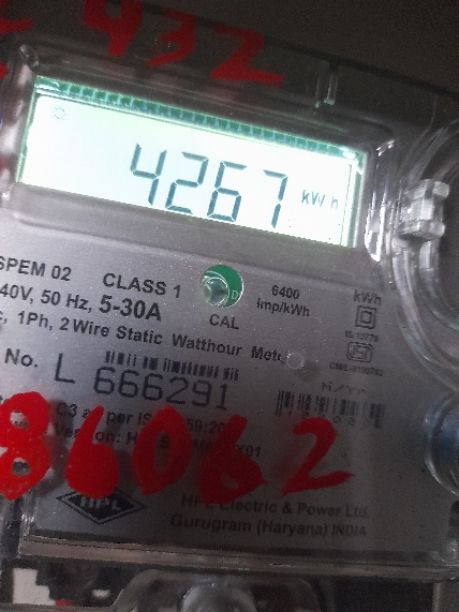 432
4267 kWh
SPEM 02 CLASS 1
40V, 50 Hz, 5-30A
6400
imp/kWh
kWh
CAL
1Ph, 2 Wire Static Watthour
No. L 666291
86062
HPL
HPL Electric & Power Ltd.
Gurugram (Haryana) INDIA